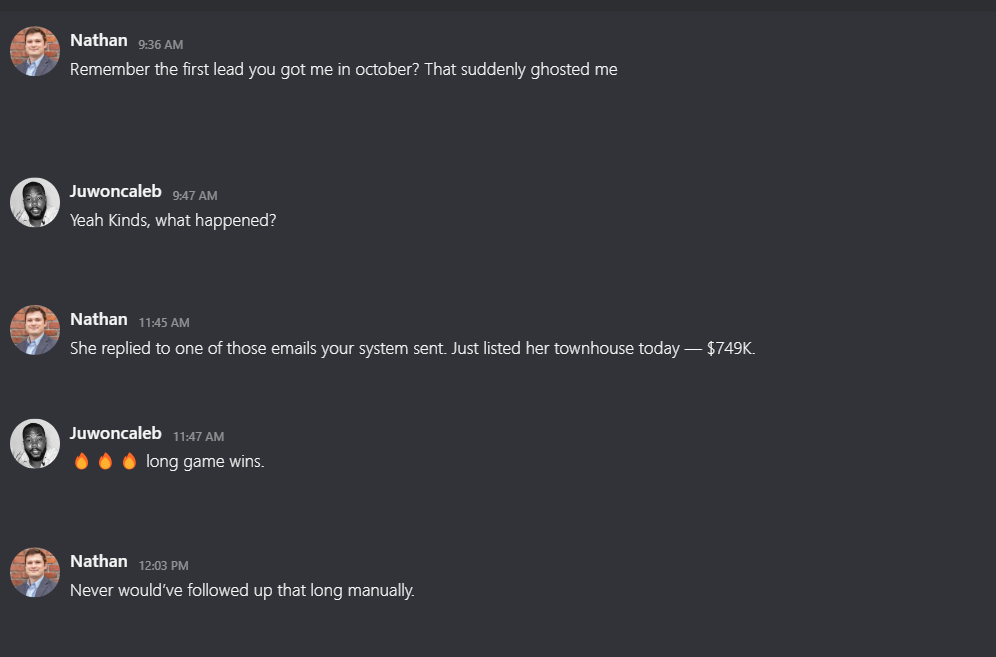 Nathan 9:36 AM
Remember the first lead you got me in october? That suddenly ghosted me
Juwoncaleb 9:47 AM
Yeah Kinds, what happened?
Nathan 11:45 AM
She replied to one of those emails your system sent. Just listed her townhouse today — $749K.
Juwoncaleb 11:47 AM
🔥 🔥 🔥 long game wins.
Nathan 12:03 PM
Never would’ve followed up that long manually.